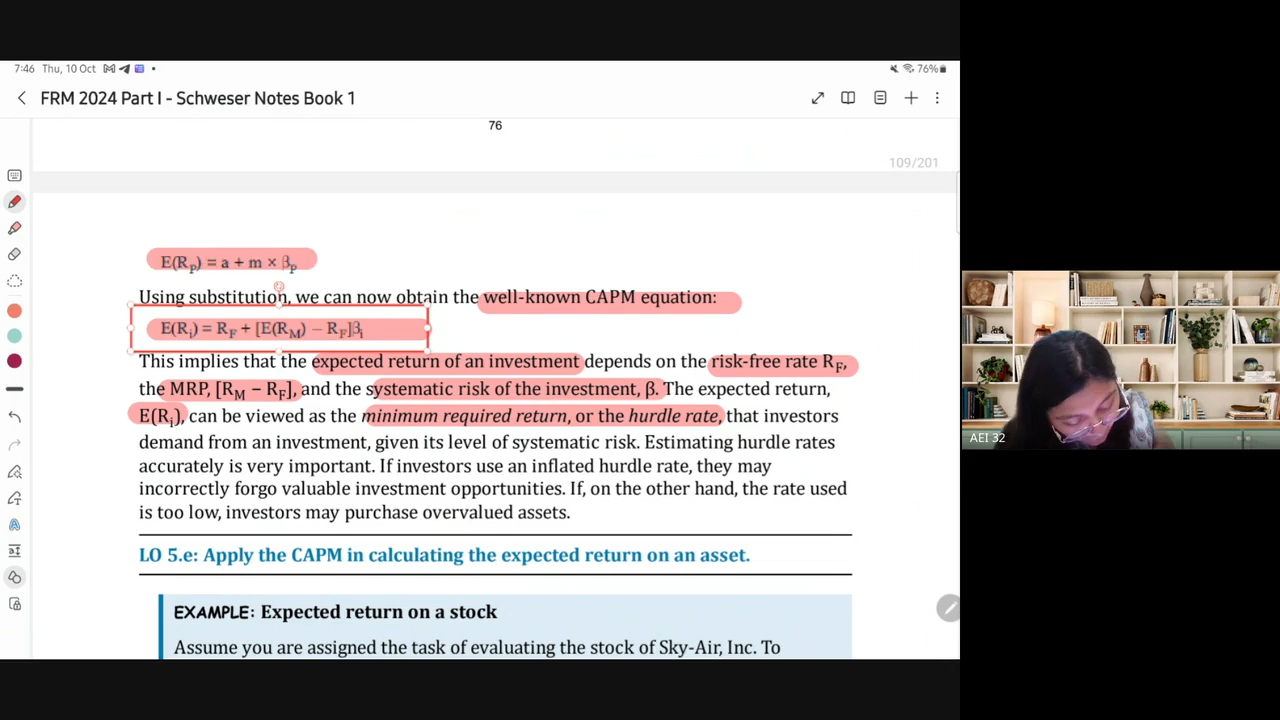 7:46 Thu, 10 Oct 76%
FRM 2024 Part I - Schweser Notes Book 1
76
109/201
E(R_P) = a + m × β_P
Using substitution, we can now obtain the well-known CAPM equation:
E(R_i) = R_F + [E(R_M) − R_F]β_i
This implies that the expected return of an investment depends on the risk-free rate R_F,
the MRP, [R_M − R_F], and the systematic risk of the investment, β. The expected return,
E(R_i), can be viewed as the minimum required return, or the hurdle rate, that investors
demand from an investment, given its level of systematic risk. Estimating hurdle rates
accurately is very important. If investors use an inflated hurdle rate, they may
incorrectly forgo valuable investment opportunities. If, on the other hand, the rate used
is too low, investors may purchase overvalued assets.
LO 5.e: Apply the CAPM in calculating the expected return on an asset.
EXAMPLE: Expected return on a stock
Assume you are assigned the task of evaluating the stock of Sky-Air, Inc. To
AEI 32